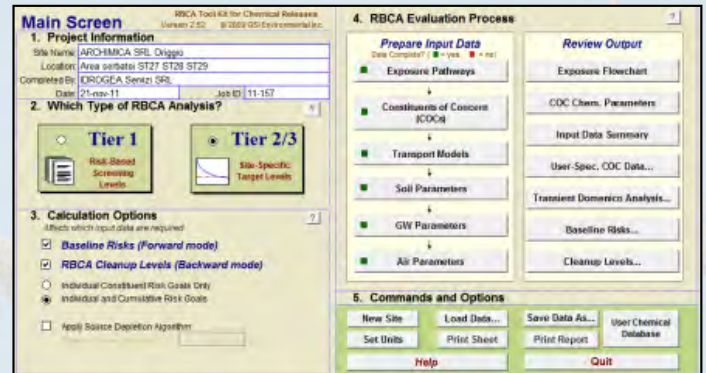 Main Screen
RBCA Tool Kit for Chemical Releases
Version 2.52 © 2009 GSI Environmental Inc.
1. Project Information
Site Name: ARCHIMICA SRL Origgio
Location: Area serbatoi ST27 ST28 ST29
Completed By: IDROGEA Servizi SRL
Date: 21-nov-11 Job ID: 11-157
2. Which Type of RBCA Analysis? ?
Tier 1
Risk-Based
Screening
Levels
Tier 2/3
Site-Specific
Target Levels
3. Calculation Options ?
Affects which input data are required
Baseline Risks (Forward mode)
RBCA Cleanup Levels (Backward mode)
Individual Constituent Risk Goals Only
Individual and Cumulative Risk Goals
Apply Source Depletion Algorithm
4. RBCA Evaluation Process ?
Prepare Input Data
Data Complete? ( = yes, = no)
Exposure Pathways
Constituents of Concern
(COCs)
Transport Models
Soil Parameters
GW Parameters
Air Parameters
Review Output
Exposure Flowchart
COC Chem. Parameters
Input Data Summary
User-Spec. COC Data...
Transient Domenico Analysis...
Baseline Risks...
Cleanup Levels...
5. Commands and Options
New Site Load Data... Save Data As... User Chemical
Database
Set Units Print Sheet Print Report
Help Quit